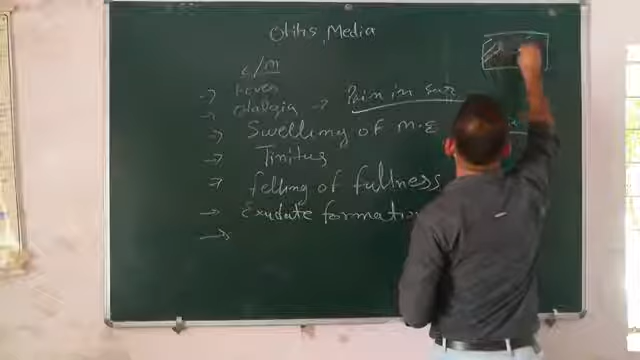 Otitis, Media
c/m
→ Fever
→ Otalgia → Pain in Ear
→ Swelling of M.E
→ Tinitus
→ felling of fullness
→ Exudate formation
→